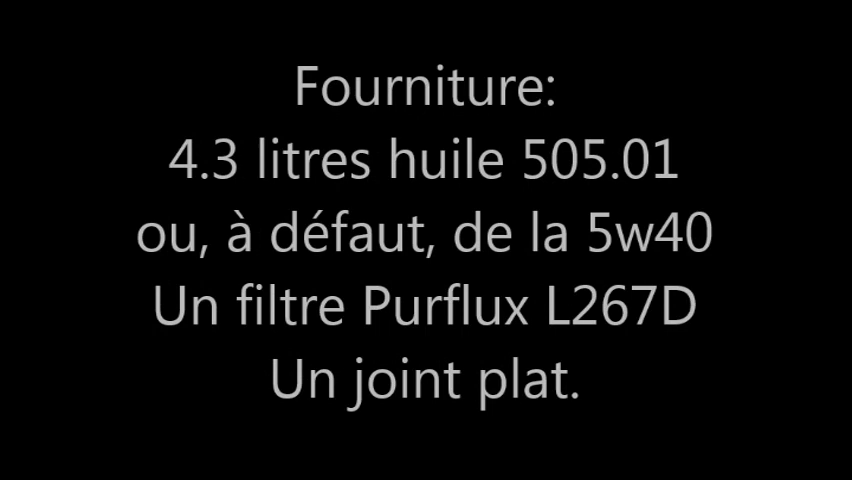 Fourniture:
4.3 litres huile 505.01
ou, à défaut, de la 5w40
Un filtre Purflux L267D
Un joint plat.